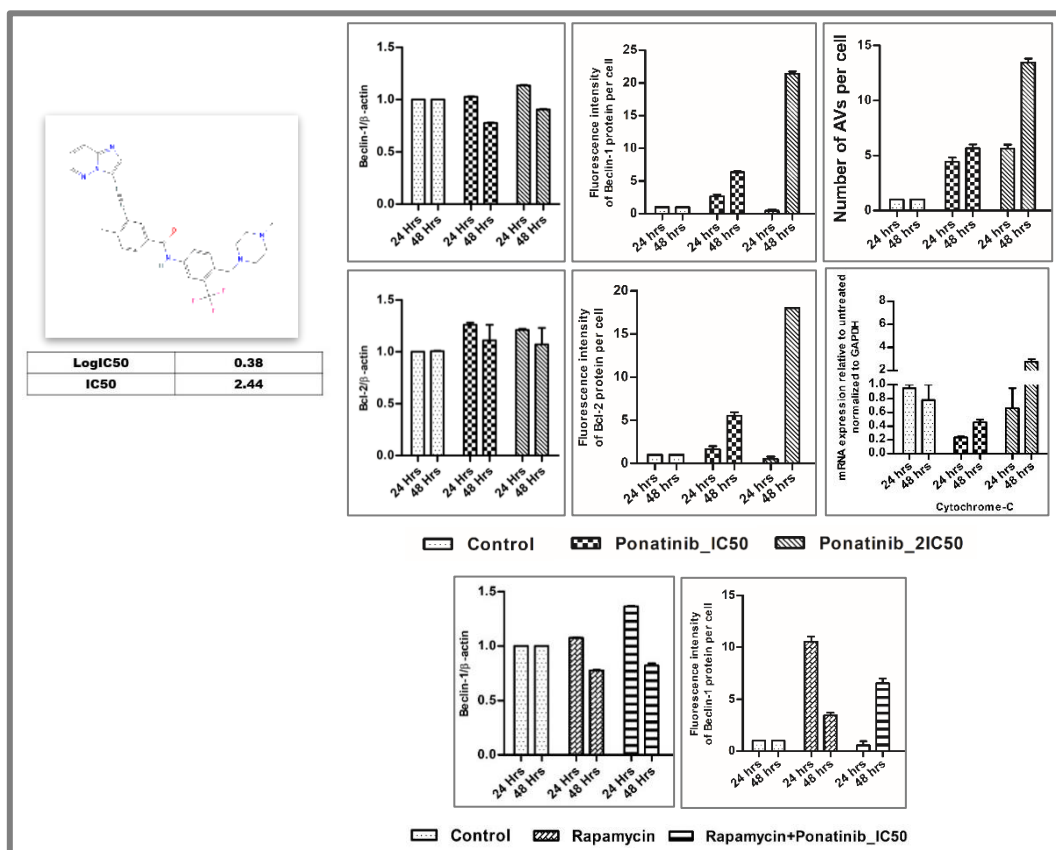 LogIC50 0.38
IC50 2.44
Beclin-1/β-actin
1.5
1.0
0.5
0.0
24 Hrs
48 Hrs
24 Hrs
48 Hrs
24 Hrs
48 Hrs
Fluorescence intensity
of Beclin-1 protein per cell
25
20
15
10
5
0
24 hrs
48 hrs
24 hrs
48 hrs
24 hrs
48 hrs
Number of AVs per cell
15
10
5
0
24 hrs
48 hrs
24 hrs
48 hrs
24 hrs
48 hrs
Bcl-2/β-actin
1.5
1.0
0.5
0.0
24 Hrs
48 Hrs
24 Hrs
48 Hrs
24 Hrs
48 Hrs
Fluorescence intensity
of Bcl-2 protein per cell
20
15
10
5
0
24 hrs
48 hrs
24 hrs
48 hrs
24 hrs
48 hrs
mRNA expression relative to untreated
normalized to GAPDH
8
6
4
2
1.0
0.8
0.6
0.4
0.2
0.0
24 hrs
48 hrs
24 hrs
48 hrs
24 hrs
48 hrs
Cytochrome-C
Control Ponatinib_IC50 Ponatinib_2IC50
Beclin-1/β-actin
1.5
1.0
0.5
0.0
24 Hrs
48 Hrs
24 Hrs
48 Hrs
24 Hrs
48 Hrs
Fluorescence intensity
of Beclin-1 protein per cell
15
10
5
0
24 hrs
48 hrs
24 hrs
48 hrs
24 hrs
48 hrs
Control Rapamycin Rapamycin+Ponatinib_IC50